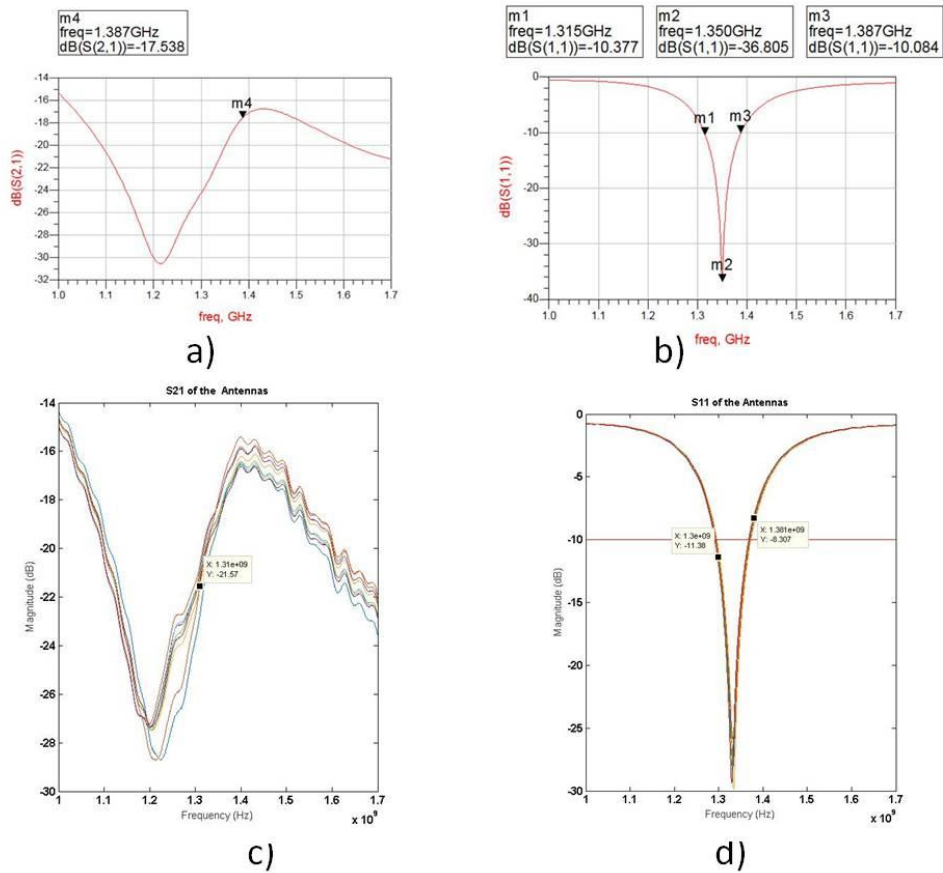 m4
freq=1.387GHz
dB(S(2,1))=-17.538
m1
freq=1.315GHz
dB(S(1,1))=-10.377
m2
freq=1.350GHz
dB(S(1,1))=-36.805
m3
freq=1.387GHz
dB(S(1,1))=-10.084
-14
-16
-18
-20
-22
-24
-26
-28
-30
-32
dB(S(2,1))
m4
1.0 1.1 1.2 1.3 1.4 1.5 1.6 1.7
freq, GHz
a)
0
-10
-20
-30
-40
dB(S(1,1))
m1
m3
m2
1.0 1.1 1.2 1.3 1.4 1.5 1.6 1.7
freq, GHz
b)
S21 of the Antennas
-14
-16
-18
-20
-22
-24
-26
-28
-30
Magnitude (dB)
X: 1.31e+09
Y: -21.57
1 1.1 1.2 1.3 1.4 1.5 1.6 1.7
Frequency (Hz)
x 10⁹
c)
S11 of the Antennas
0
-5
-10
-15
-20
-25
-30
Magnitude (dB)
X: 1.3e+09
Y: -11.38
X: 1.381e+09
Y: -8.307
1 1.1 1.2 1.3 1.4 1.5 1.6 1.7
Frequency (Hz)
x 10⁹
d)